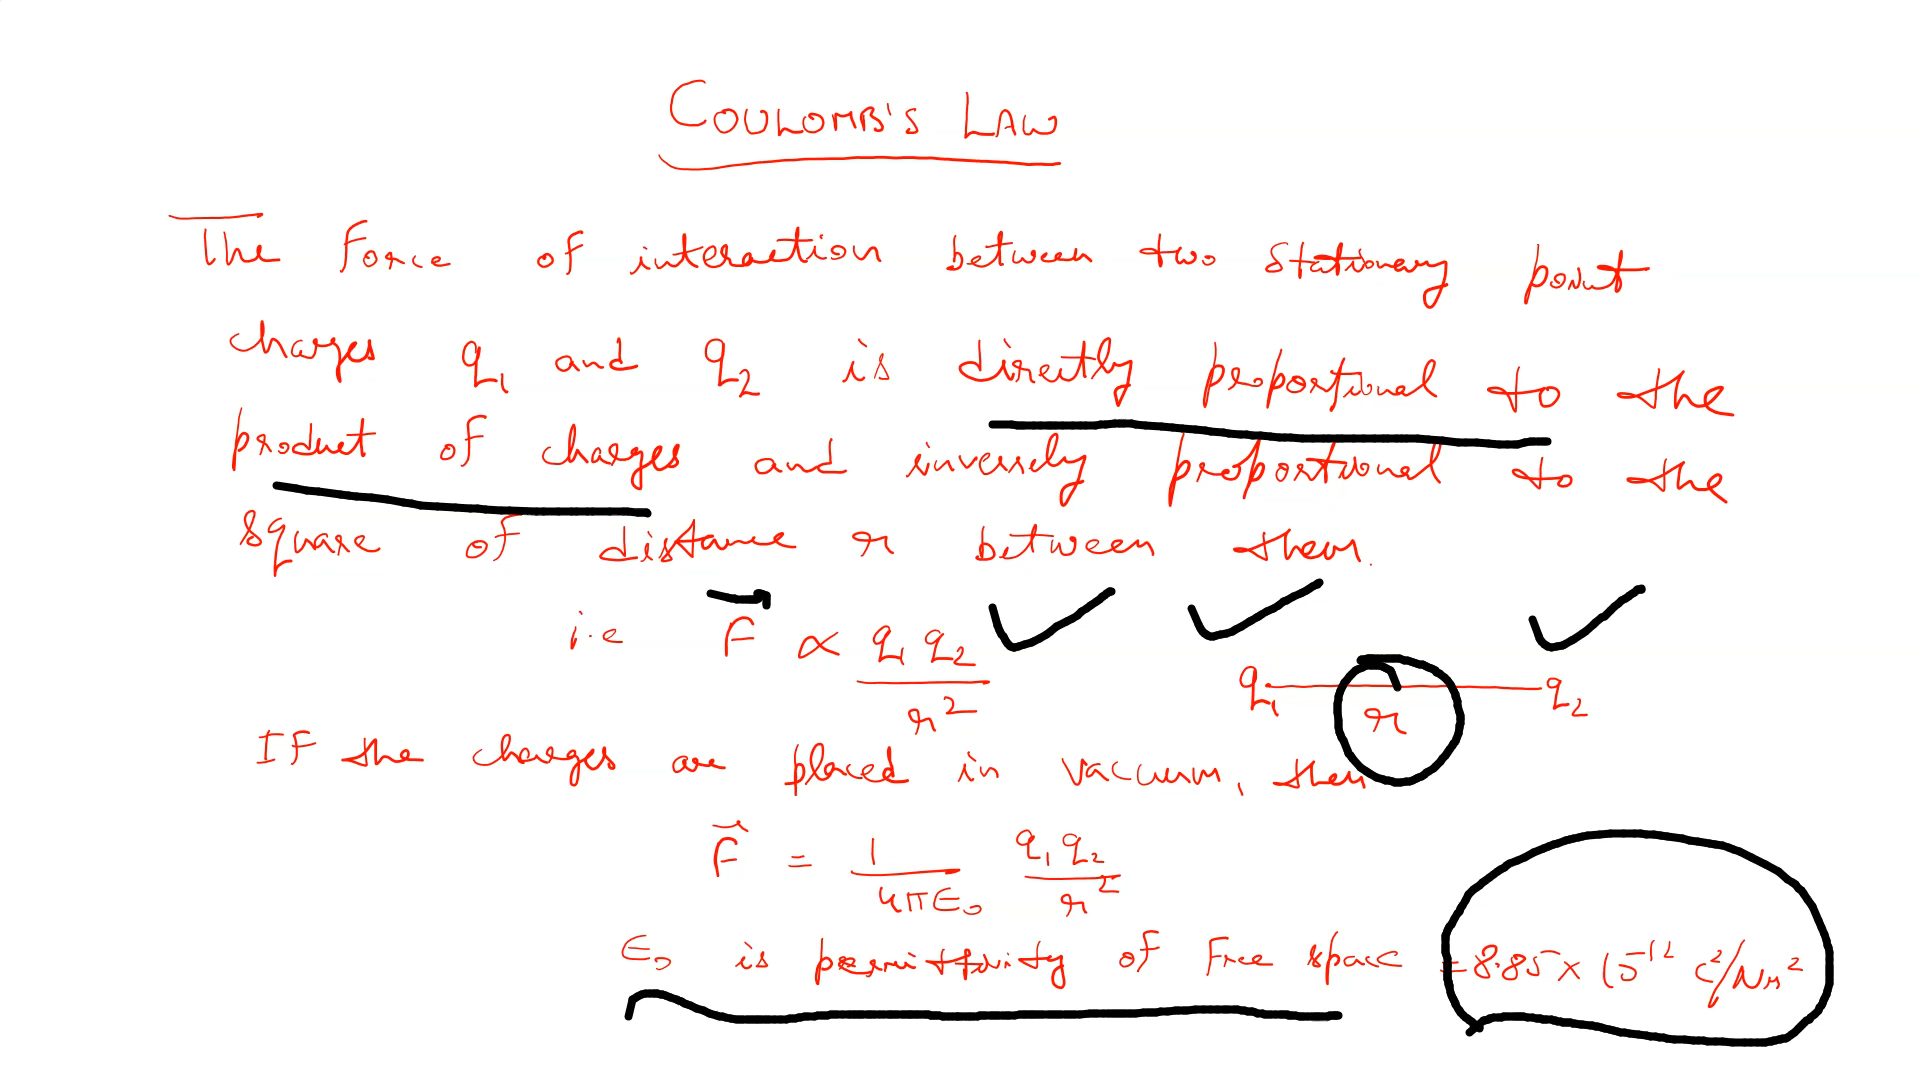 COULOMB'S LAW
The force of interaction between two stationary point
charges q₁ and q₂ is directly proportional to the
product of charges and inversely proportional to the
square of distance r between them.
i.e F⃗ ∝ q₁ q₂ / r²
q₁ r q₂
If the charges are placed in vaccum, then
F⃗ = 1/4πϵ₀ q₁ q₂ / r²
ϵ₀ is permittivity of free space = 8.85 × 10⁻¹² C²/Nm²